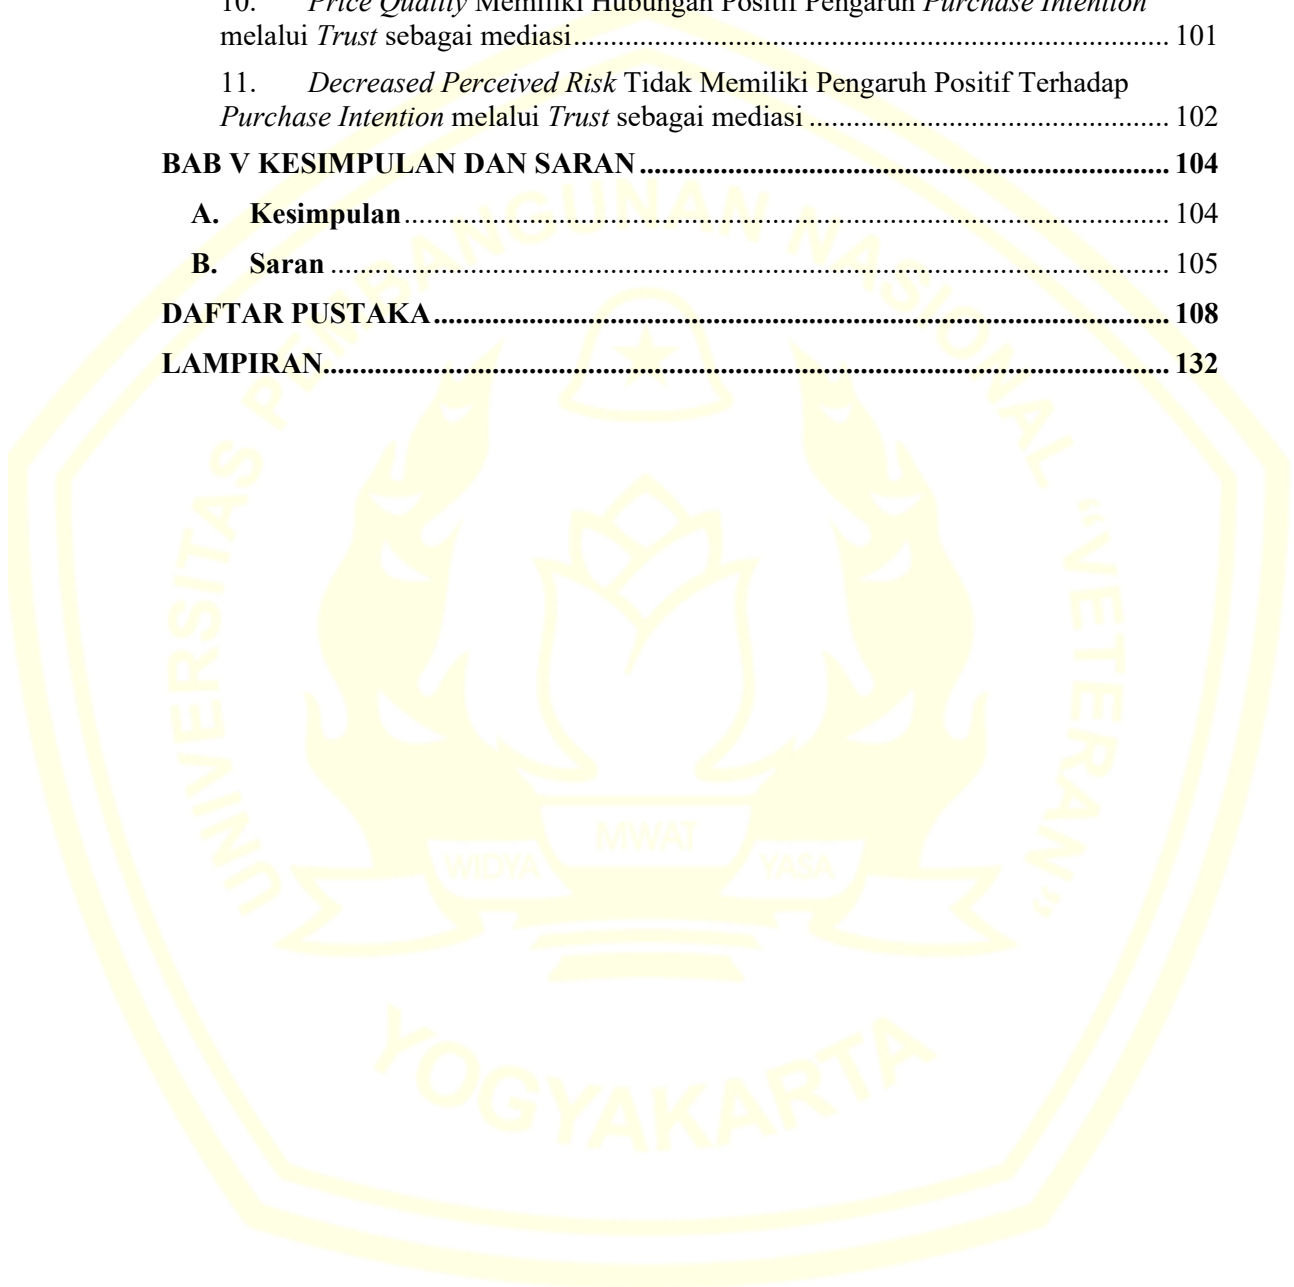 10. Price Quality Memiliki Hubungan Positif Pengaruh Purchase Intention
melalui Trust sebagai mediasi........................................................................................ 101
11. Decreased Perceived Risk Tidak Memiliki Pengaruh Positif Terhadap
Purchase Intention melalui Trust sebagai mediasi ..................................................... 102
BAB V KESIMPULAN DAN SARAN .............................................................................. 104
A. Kesimpulan ................................................................................................................. 104
B. Saran ............................................................................................................................ 105
DAFTAR PUSTAKA ............................................................................................................ 108
LAMPIRAN............................................................................................................................ 132
UNIVERSITAS PEMBANGUNAN NASIONAL “VETERAN”
WIDYA MWAT YASA
YOGYAKARTA